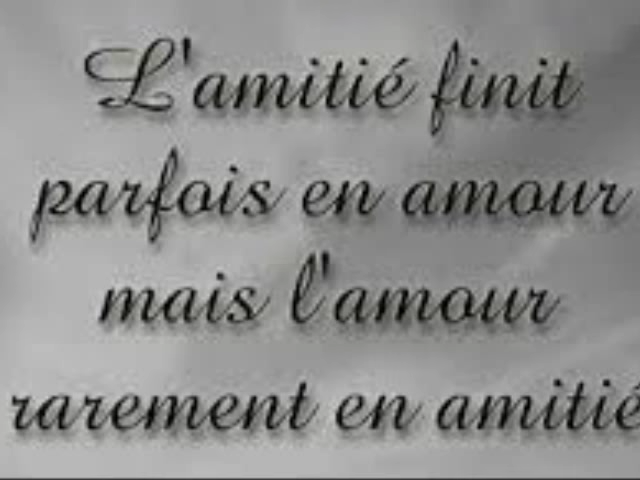 L'amitié finit
parfois en amour
mais l'amour
rarement en amitié